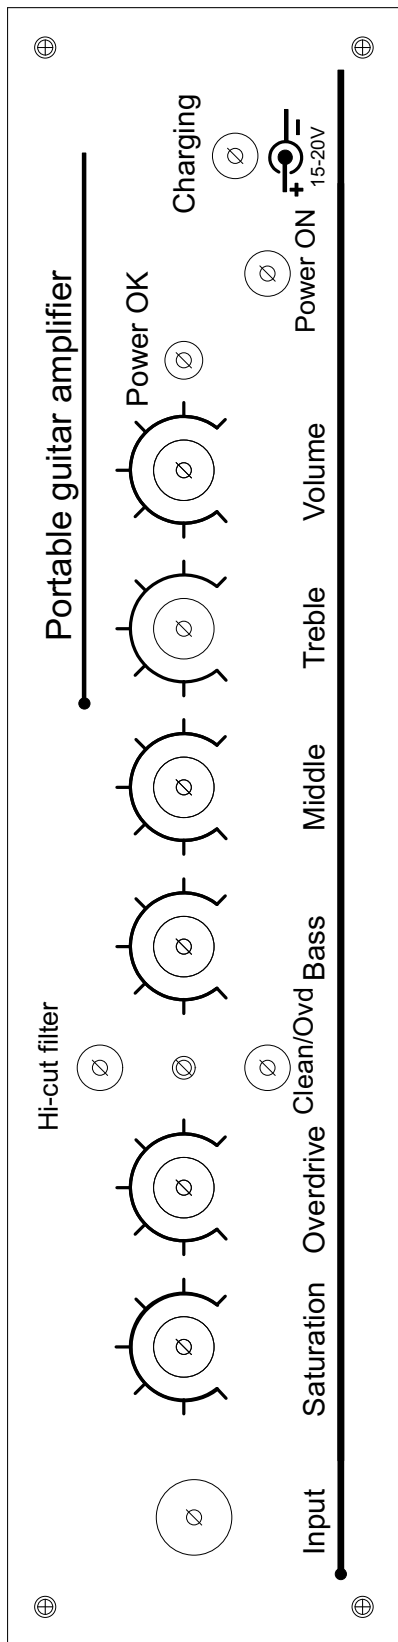 Portable guitar amplifier
Hi-cut filter
Power OK
Charging
+
−
15-20V
Input
Saturation
Overdrive
Clean/Ovd
Bass
Middle
Treble
Volume
Power ON